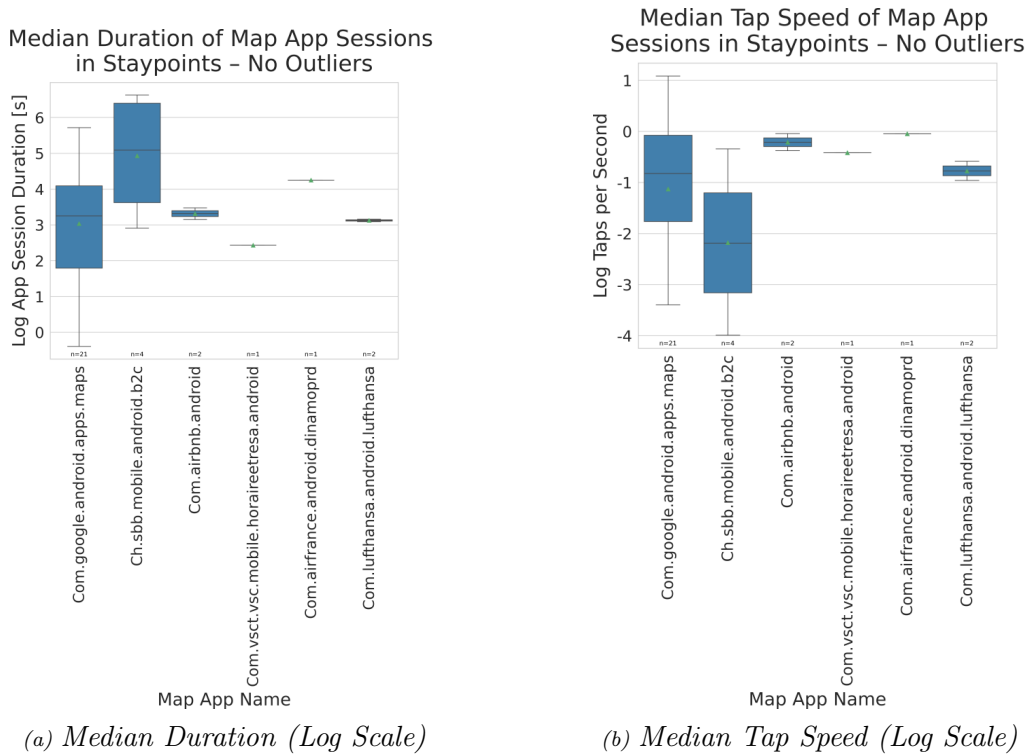 Median Duration of Map App Sessions
in Staypoints – No Outliers
Log App Session Duration [s]
6
5
4
3
2
1
0
n=21
n=4
n=2
n=1
n=1
n=2
Com.google.android.apps.maps
Ch.sbb.mobile.android.b2c
Com.airbnb.android
Com.vsct.vsc.mobile.horaireetresa.android
Com.airfrance.android.dinamoprd
Com.lufthansa.android.lufthansa
Map App Name
(a) Median Duration (Log Scale)
Median Tap Speed of Map App
Sessions in Staypoints – No Outliers
Log Taps per Second
1
0
-1
-2
-3
-4
n=21
n=4
n=2
n=1
n=1
n=2
Com.google.android.apps.maps
Ch.sbb.mobile.android.b2c
Com.airbnb.android
Com.vsct.vsc.mobile.horaireetresa.android
Com.airfrance.android.dinamoprd
Com.lufthansa.android.lufthansa
Map App Name
(b) Median Tap Speed (Log Scale)